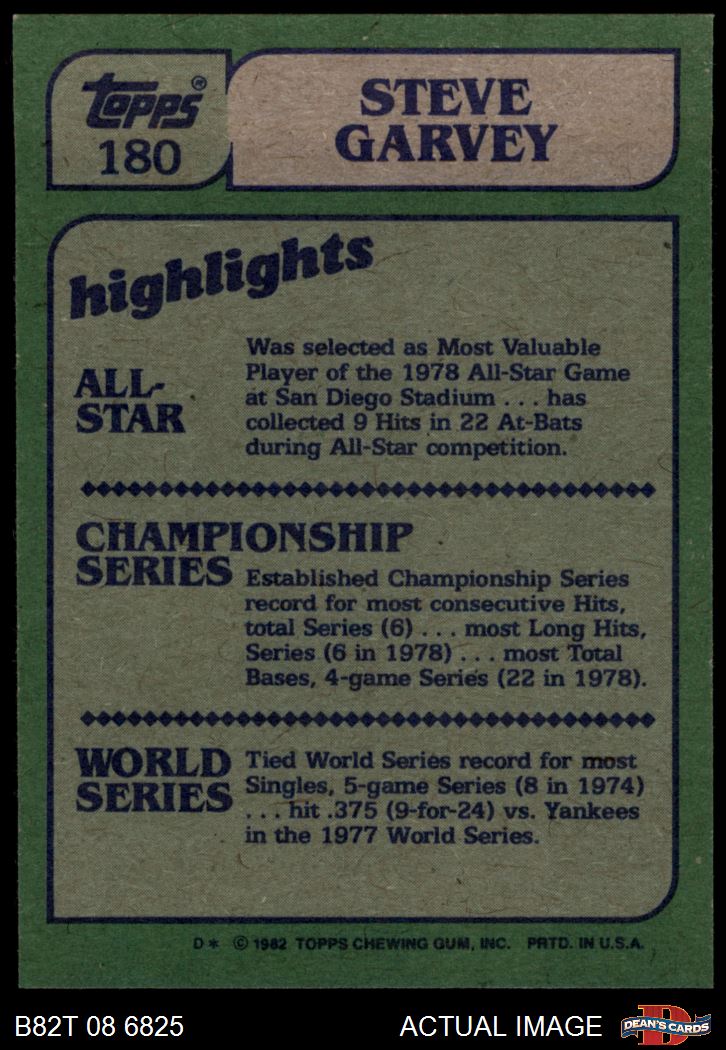 Topps®
180
STEVE
GARVEY
highlights
ALL-
STAR
Was selected as Most Valuable
Player of the 1978 All-Star Game
at San Diego Stadium . . . has
collected 9 Hits in 22 At-Bats
during All-Star competition.
CHAMPIONSHIP
SERIES
Established Championship Series
record for most consecutive Hits,
total Series (6) . . . most Long Hits,
Series (6 in 1978) . . . most Total
Bases, 4-game Series (22 in 1978).
WORLD
SERIES
Tied World Series record for most
Singles, 5-game Series (8 in 1974)
. . . hit .375 (9-for-24) vs. Yankees
in the 1977 World Series.
D* © 1982 TOPPS CHEWING GUM, INC. PRTD. IN U.S.A.
B82T 08 6825
ACTUAL IMAGE
D
DEAN'S CARDS